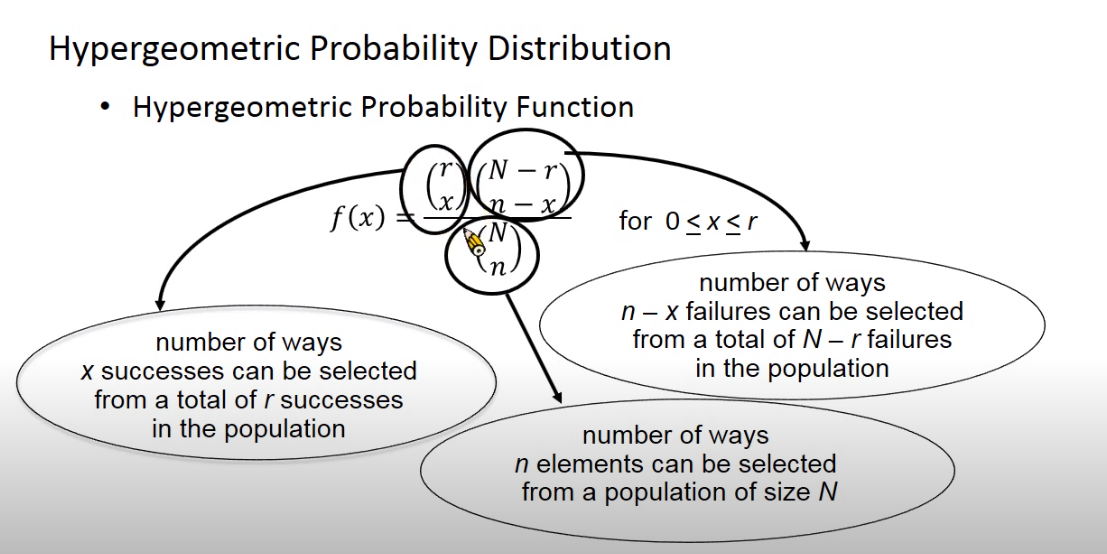 Hypergeometric Probability Distribution
• Hypergeometric Probability Function
f(x) = \frac{\binom{r}{x}\binom{N-r}{n-x}}{\binom{N}{n}} for 0 ≤ x ≤ r
number of ways
x successes can be selected
from a total of r successes
in the population
number of ways
n elements can be selected
from a population of size N
number of ways
n – x failures can be selected
from a total of N – r failures
in the population